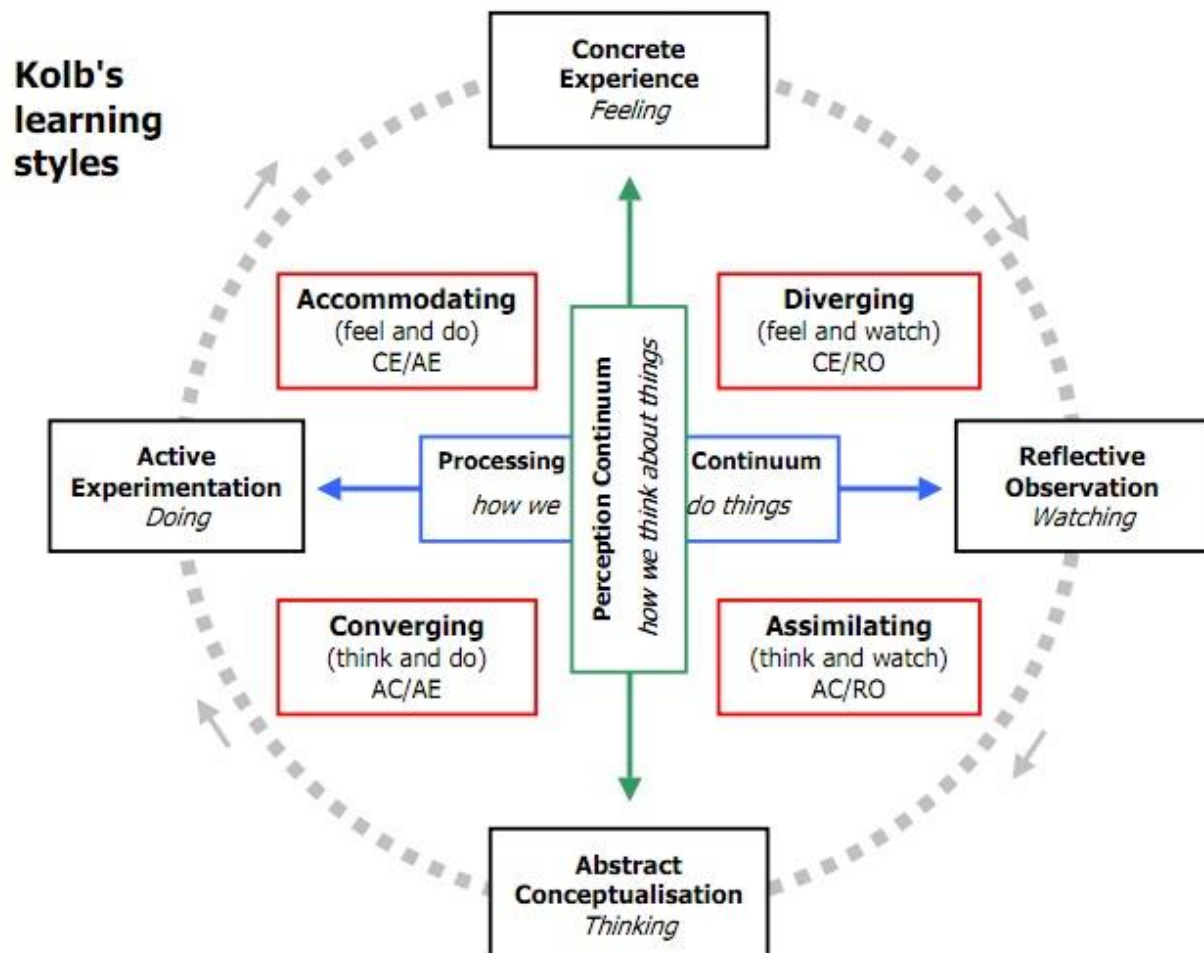 Kolb's
learning
styles
Concrete
Experience
Feeling
Accommodating
(feel and do)
CE/AE
Diverging
(feel and watch)
CE/RO
Active
Experimentation
Doing
Processing Continuum
how we do things
Perception Continuum
how we think about things
Reflective
Observation
Watching
Converging
(think and do)
AC/AE
Assimilating
(think and watch)
AC/RO
Abstract
Conceptualisation
Thinking